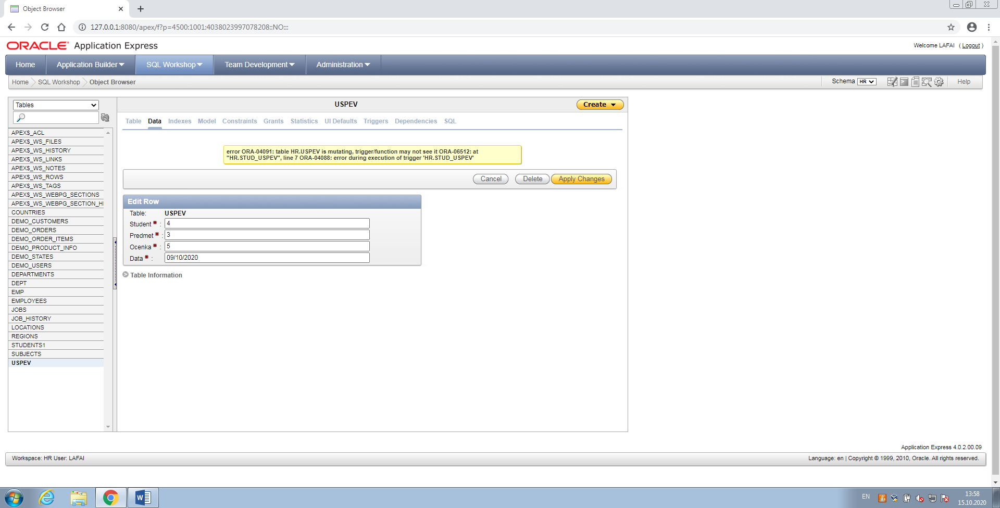 Object Browser
127.0.0.1:8080/apex/f?p=4500:1001:4038023997078208::NO:::
ORACLE Application Express
Welcome LAFAI ( Logout )
Home Application Builder SQL Workshop Team Development Administration
Home SQL Workshop Object Browser
Schema HR Help
Tables
USPEV
Create
Table Data Indexes Model Constraints Grants Statistics UI Defaults Triggers Dependencies SQL
error ORA-04091: table HR.USPEV is mutating, trigger/function may not see it ORA-06512: at
"HR.STUD_USPEV", line 7 ORA-04088: error during execution of trigger 'HR.STUD_USPEV'
Cancel Delete Apply Changes
Edit Row
Table: USPEV
Student * : 4
Predmet * : 3
Ocenka * : 5
Data * : 09/10/2020
Table Information
APEX$_ACL
APEX$_WS_FILES
APEX$_WS_HISTORY
APEX$_WS_LINKS
APEX$_WS_NOTES
APEX$_WS_ROWS
APEX$_WS_TAGS
APEX$_WS_WEBPG_SECTIONS
APEX$_WS_WEBPG_SECTION_HI
COUNTRIES
DEMO_CUSTOMERS
DEMO_ORDERS
DEMO_ORDER_ITEMS
DEMO_PRODUCT_INFO
DEMO_STATES
DEMO_USERS
DEPARTMENTS
DEPT
EMP
EMPLOYEES
JOBS
JOB_HISTORY
LOCATIONS
REGIONS
STUDENTS1
SUBJECTS
USPEV
Application Express 4.0.2.00.09
Workspace: HR User: LAFAI
Language: en | Copyright © 1999, 2010, Oracle. All rights reserved.
EN
13:58
15.10.2020